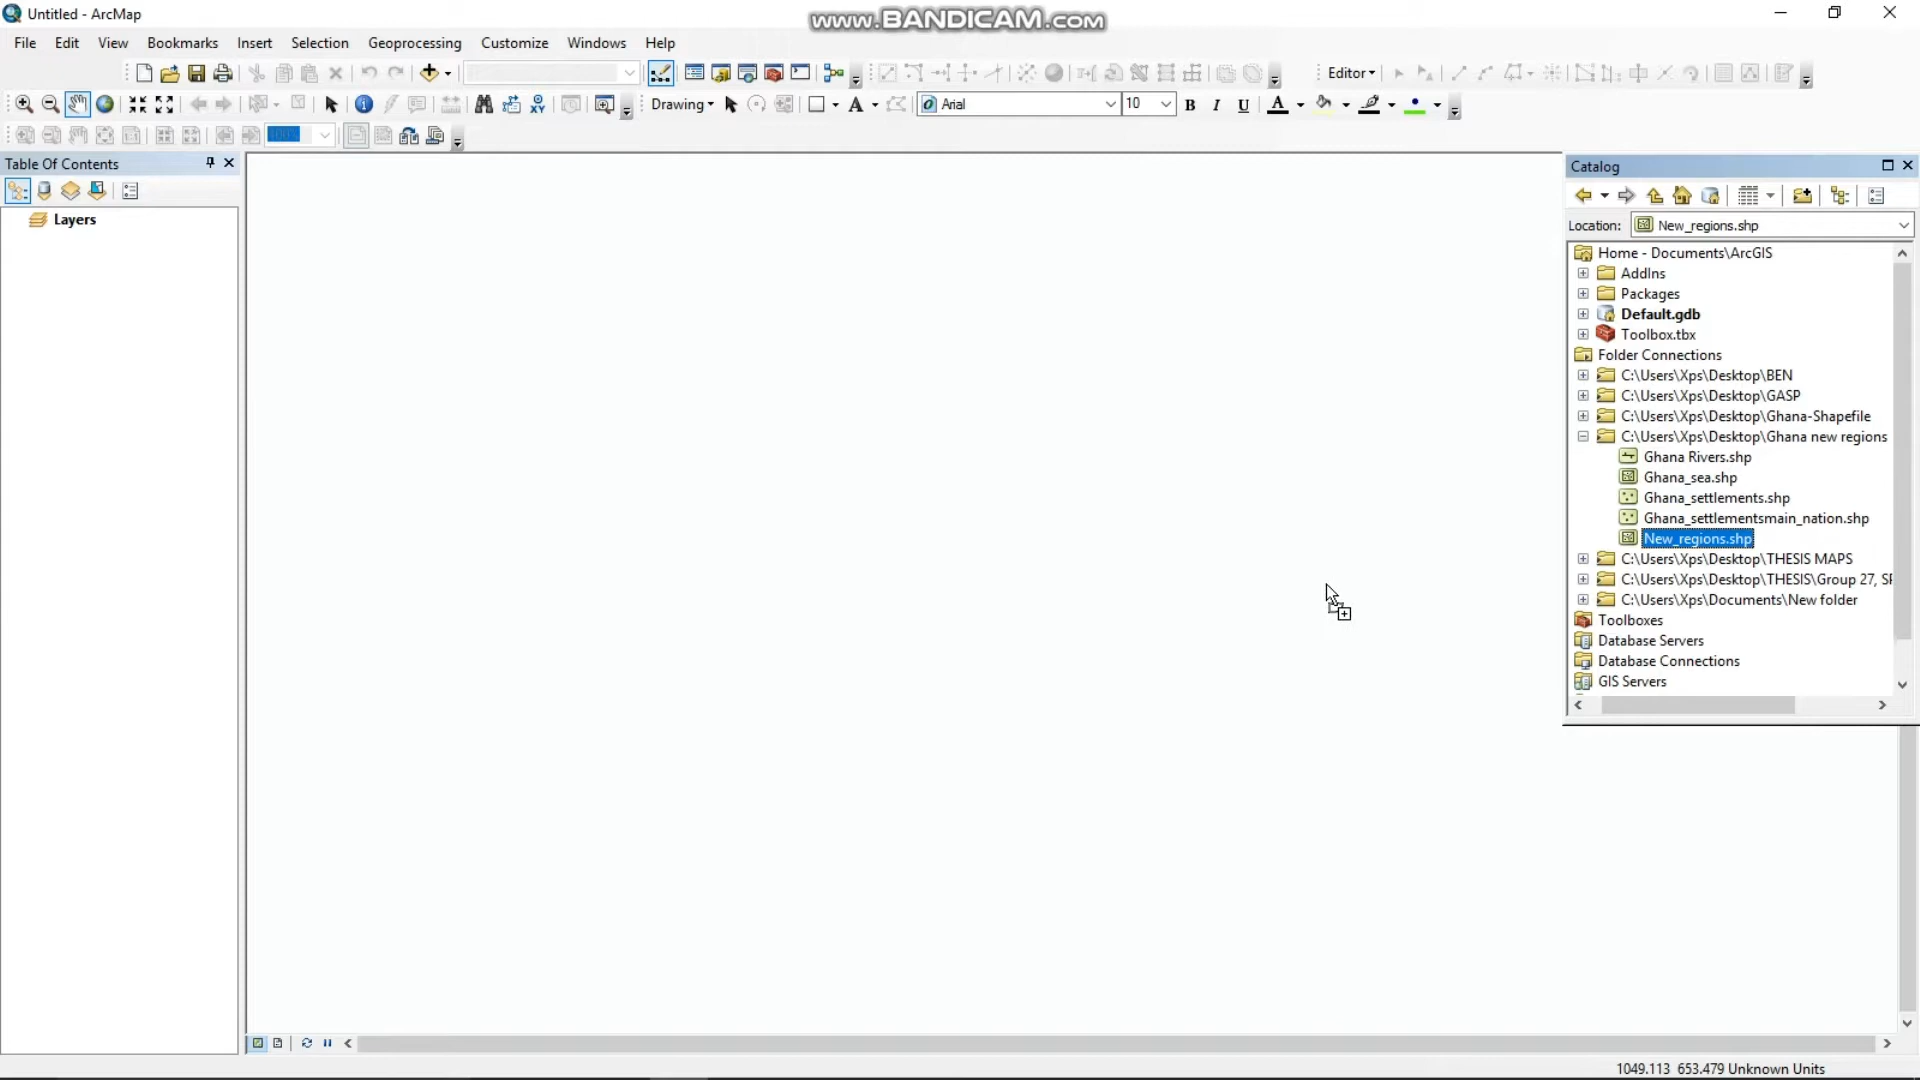 Untitled - ArcMap
www.BANDICAM.com
File Edit View Bookmarks Insert Selection Geoprocessing Customize Windows Help
Editor
Drawing A Arial 10 B I U A
100%
Table Of Contents
Layers
Catalog
Location: New_regions.shp
Home - Documents\ArcGIS
AddIns
Packages
Default.gdb
Toolbox.tbx
Folder Connections
C:\Users\Xps\Desktop\BEN
C:\Users\Xps\Desktop\GASP
C:\Users\Xps\Desktop\Ghana-Shapefile
C:\Users\Xps\Desktop\Ghana new regions
Ghana Rivers.shp
Ghana_sea.shp
Ghana_settlements.shp
Ghana_settlementsmain_nation.shp
New_regions.shp
C:\Users\Xps\Desktop\THESIS MAPS
C:\Users\Xps\Desktop\THESIS\Group 27, SF
C:\Users\Xps\Documents\New folder
Toolboxes
Database Servers
Database Connections
GIS Servers
1049.113 653.479 Unknown Units